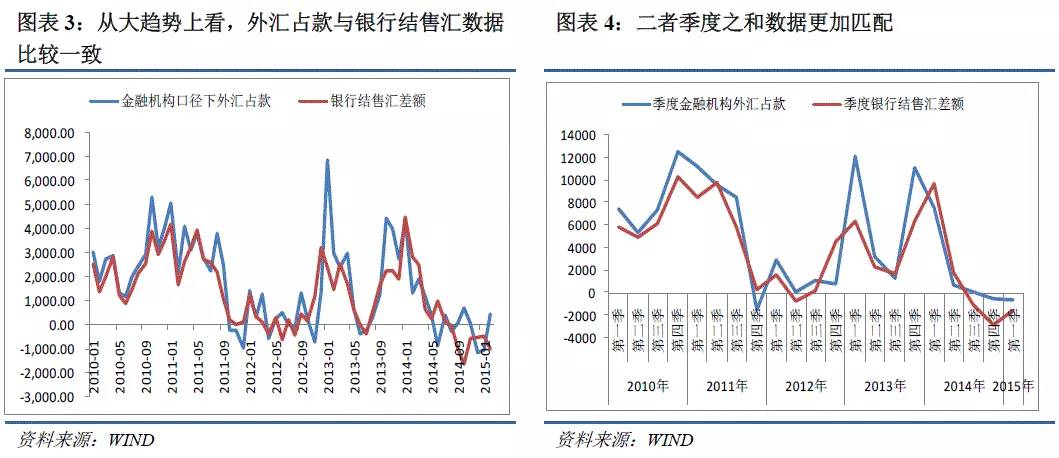 图表 3：从大趋势上看，外汇占款与银行结售汇数据
比较一致
金融机构口径下外汇占款
银行结售汇差额
8,000.00
7,000.00
6,000.00
5,000.00
4,000.00
3,000.00
2,000.00
1,000.00
0.00
-1,000.00
-2,000.00
-3,000.00
2010-01
2010-05
2010-09
2011-01
2011-05
2011-09
2012-01
2012-05
2012-09
2013-01
2013-05
2013-09
2014-01
2014-05
2014-09
2015-01
资料来源：WIND
图表 4：二者季度之和数据更加匹配
季度金融机构外汇占款
季度银行结售汇差额
14000
12000
10000
8000
6000
4000
2000
0
-2000
-4000
第一季
第二季
第三季
第四季
第一季
第二季
第三季
第四季
第一季
第二季
第三季
第四季
第一季
第二季
第三季
第四季
第一季
第二季
第三季
第四季
第一季
2010年
2011年
2012年
2013年
2014年
2015年
资料来源：WIND